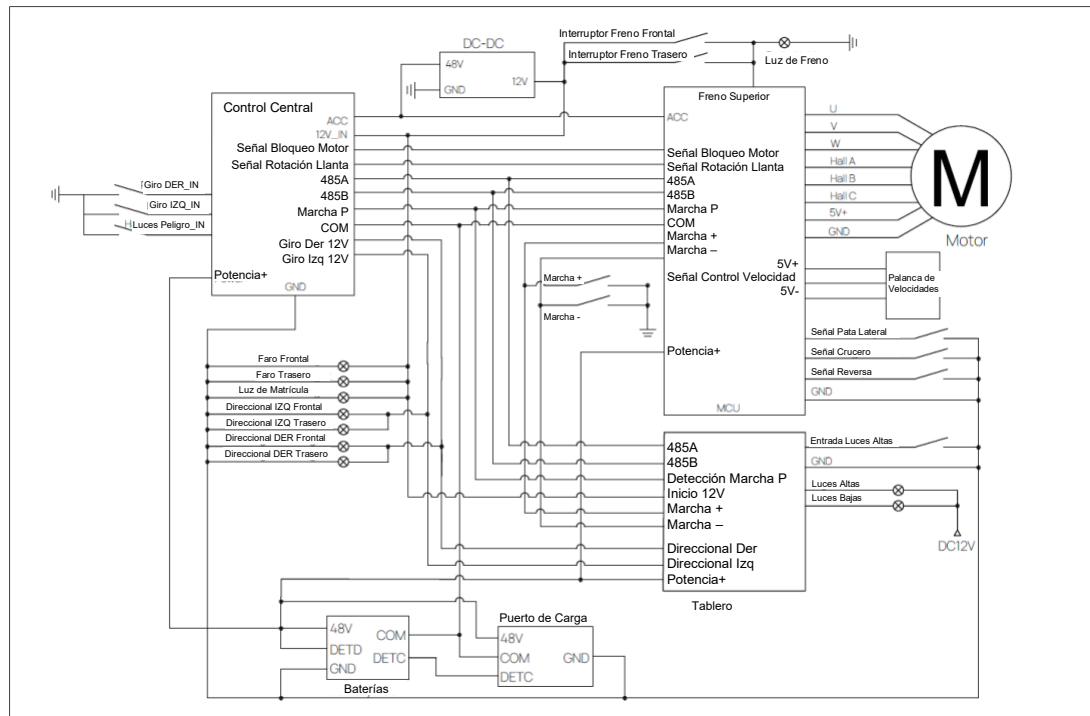 DC-DC
48V
GND
12V
Interruptor Freno Frontal
Interruptor Freno Trasero
Luz de Freno
Control Central
ACC
12V_IN
Señal Bloqueo Motor
Señal Rotación Llanta
485A
485B
Marcha P
COM
Giro Der 12V
Giro Izq 12V
Potencia+
GND
Giro DER_IN
Giro IZQ_IN
Luces Peligro_IN
Freno Superior
ACC
Señal Bloqueo Motor
Señal Rotación Llanta
485A
485B
Marcha P
COM
Marcha +
Marcha –
Señal Control Velocidad
5V+
5V-
Potencia+
MCU
U
V
W
Hall A
Hall B
Hall C
5V+
GND
M
Motor
Palanca de
Velocidades
Marcha +
Marcha -
Señal Pata Lateral
Señal Crucero
Señal Reversa
GND
Faro Frontal
Faro Trasero
Luz de Matrícula
Direccional IZQ Frontal
Direccional IZQ Trasero
Direccional DER Frontal
Direccional DER Trasero
485A
485B
Detección Marcha P
Inicio 12V
Marcha +
Marcha –
Direccional Der
Direccional Izq
Potencia+
Tablero
Entrada Luces Altas
GND
Luces Altas
Luces Bajas
DC12V
48V
DETD
GND
COM
DETC
Baterías
Puerto de Carga
48V
COM
DETC
GND